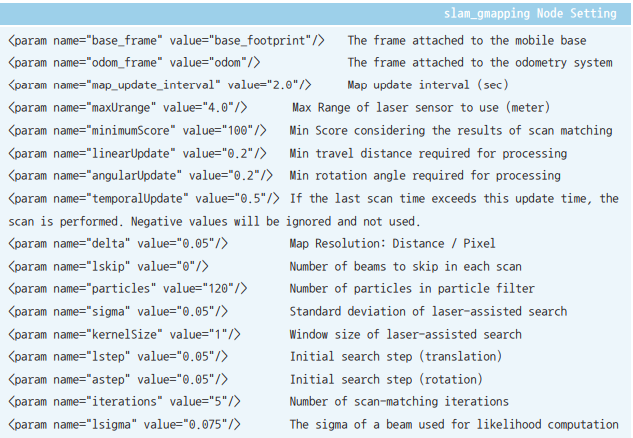 slam_gmapping Node Setting
<param name="base_frame" value="base_footprint"/> The frame attached to the mobile base
<param name="odom_frame" value="odom"/> The frame attached to the odometry system
<param name="map_update_interval" value="2.0"/> Map update interval (sec)
<param name="maxUrange" value="4.0"/> Max Range of laser sensor to use (meter)
<param name="minimumScore" value="100"/> Min Score considering the results of scan matching
<param name="linearUpdate" value="0.2"/> Min travel distance required for processing
<param name="angularUpdate" value="0.2"/> Min rotation angle required for processing
<param name="temporalUpdate" value="0.5"/> If the last scan time exceeds this update time, the
scan is performed. Negative values will be ignored and not used.
<param name="delta" value="0.05"/> Map Resolution: Distance / Pixel
<param name="lskip" value="0"/> Number of beams to skip in each scan
<param name="particles" value="120"/> Number of particles in particle filter
<param name="sigma" value="0.05"/> Standard deviation of laser-assisted search
<param name="kernelSize" value="1"/> Window size of laser-assisted search
<param name="lstep" value="0.05"/> Initial search step (translation)
<param name="astep" value="0.05"/> Initial search step (rotation)
<param name="iterations" value="5"/> Number of scan-matching iterations
<param name="lsigma" value="0.075"/> The sigma of a beam used for likelihood computation